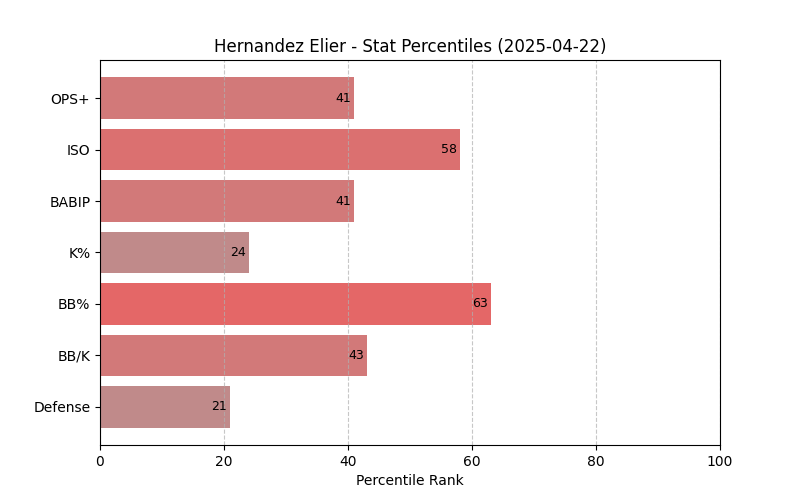 Hernandez Elier - Stat Percentiles (2025-04-22)
OPS+ 41
ISO 58
BABIP 41
K% 24
BB% 63
BB/K 43
Defense 21
0 20 40 60 80 100
Percentile Rank